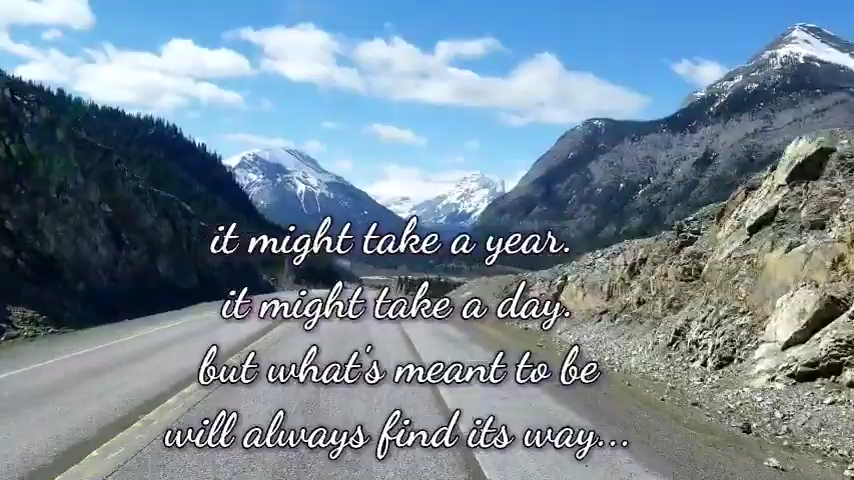 it might take a year.
it might take a day.
but what's meant to be
will always find its way...